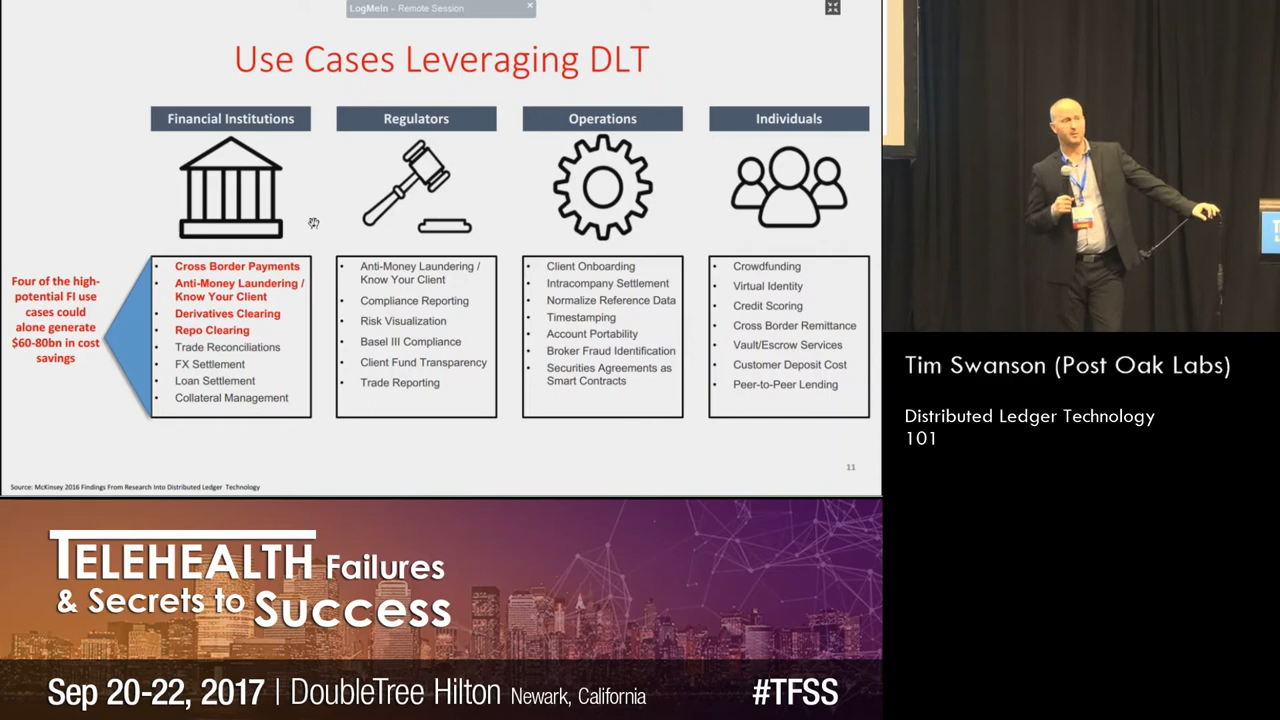 LogMeIn - Remote Session
Use Cases Leveraging DLT
Financial Institutions
Regulators
Operations
Individuals
Four of the high-
potential FI use
cases could
alone generate
$60-80bn in cost
savings
• Cross Border Payments
• Anti-Money Laundering /
Know Your Client
• Derivatives Clearing
• Repo Clearing
• Trade Reconciliations
• FX Settlement
• Loan Settlement
• Collateral Management
• Anti-Money Laundering /
Know Your Client
• Compliance Reporting
• Risk Visualization
• Basel III Compliance
• Client Fund Transparency
• Trade Reporting
• Client Onboarding
• Intracompany Settlement
• Normalize Reference Data
• Timestamping
• Account Portability
• Broker Fraud Identification
• Securities Agreements as
Smart Contracts
• Crowdfunding
• Virtual Identity
• Credit Scoring
• Cross Border Remittance
• Vault/Escrow Services
• Customer Deposit Cost
• Peer-to-Peer Lending
11
Source: McKinsey 2016 Findings From Research Into Distributed Ledger Technology
Tim Swanson (Post Oak Labs)
Distributed Ledger Technology
101
TELEHEALTH Failures
& Secrets to Success
Sep 20-22, 2017 | DoubleTree Hilton Newark, California
#TFSS